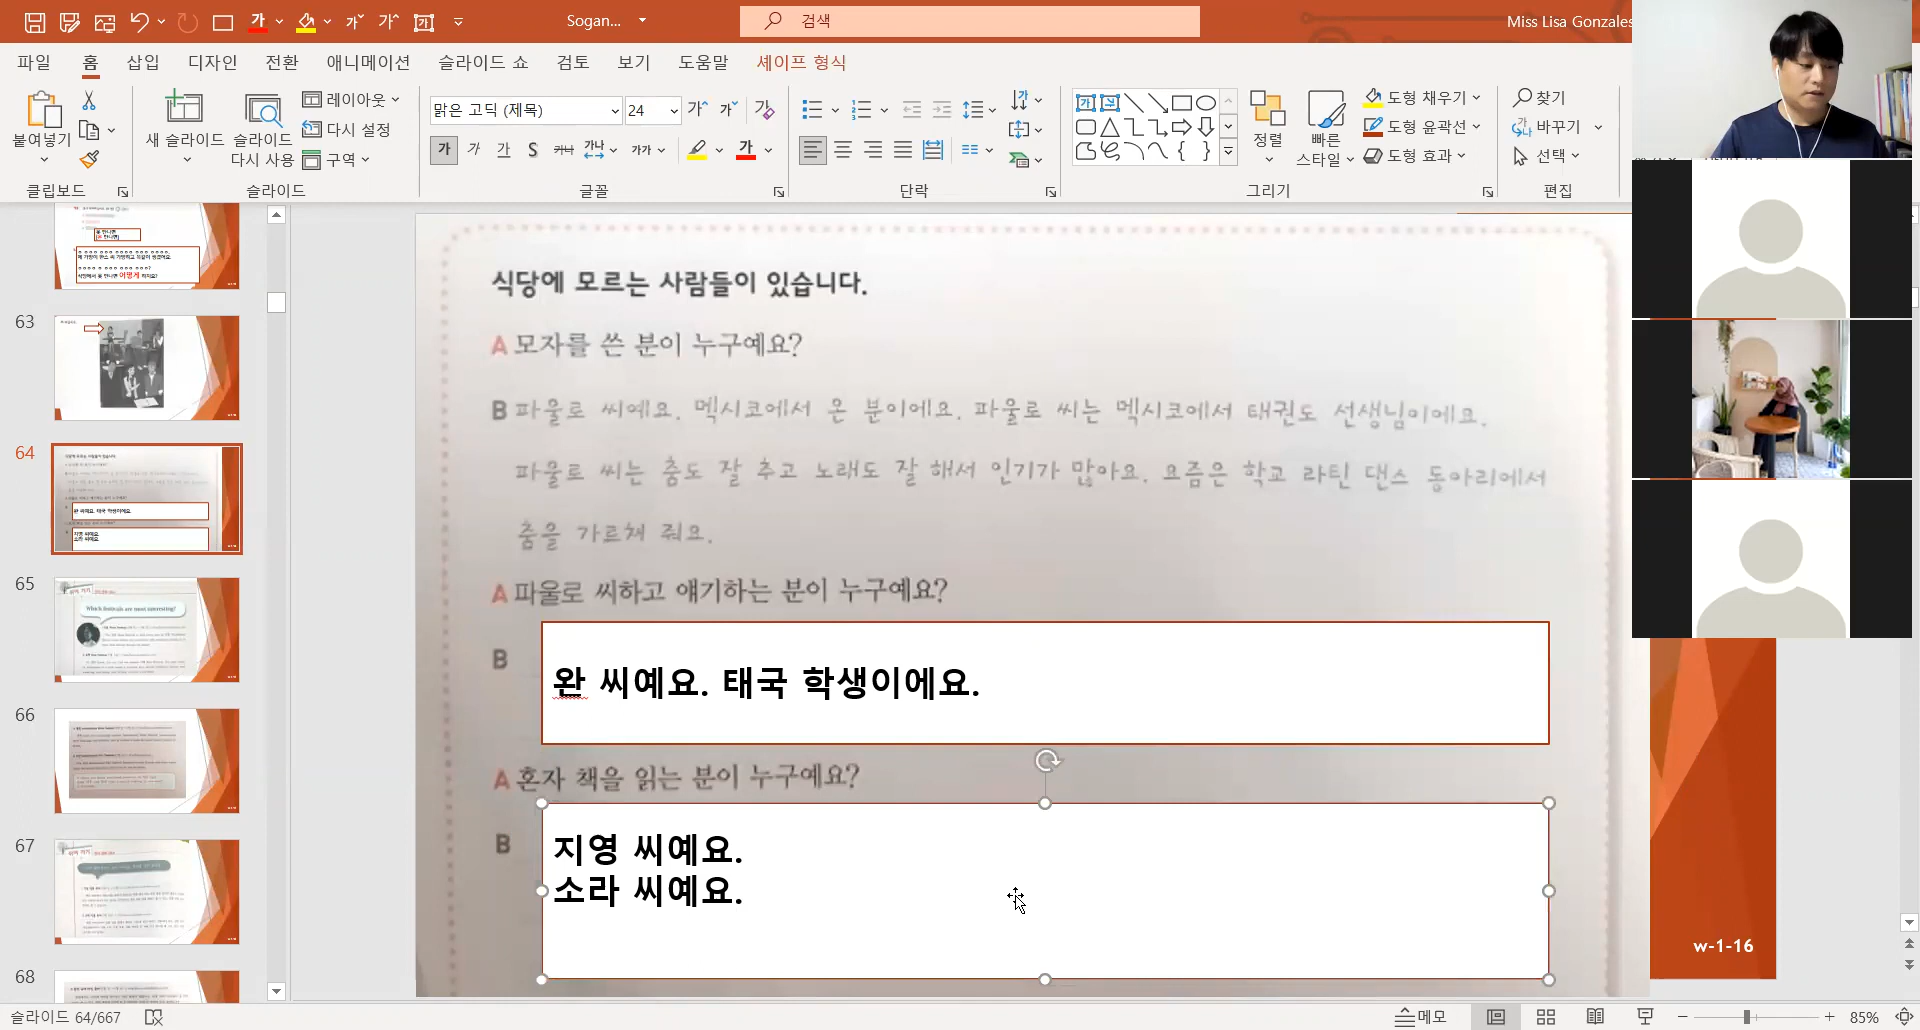 Sogan...
검색
Miss Lisa Gonzales
파일 홈 삽입 디자인 전환 애니메이션 슬라이드 쇼 검토 보기 도움말 셰이프 형식
붙여넣기
클립보드
새 슬라이드
슬라이드 다시 사용
레이아웃
다시 설정
구역
슬라이드
맑은 고딕 (제목) 24
글꼴
단락
정렬
빠른 스타일
도형 채우기
도형 윤곽선
도형 효과
그리기
찾기
바꾸기
선택
편집
63
64
65
Which festivals are most interesting?
66
67
68
식당에 모르는 사람들이 있습니다.
A 모자를 쓴 분이 누구예요?
B 파울로 씨예요. 멕시코에서 온 분이에요. 파울로 씨는 멕시코에서 태권도 선생님이에요.
파울로 씨는 춤도 잘 추고 노래도 잘 해서 인기가 많아요. 요즘은 학교 라틴 댄스 동아리에서
춤을 가르쳐 줘요.
A 파울로 씨하고 얘기하는 분이 누구예요?
B 완 씨예요. 태국 학생이에요.
A 혼자 책을 읽는 분이 누구예요?
B 지영 씨예요.
소라 씨예요.
w-1-16
슬라이드 64/667
메모
85%